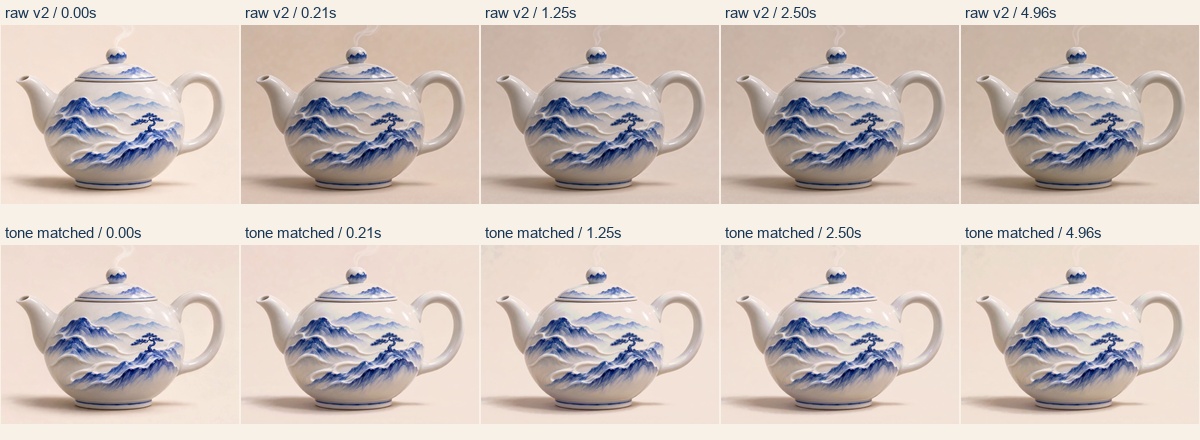 raw v2 / 0.00s
raw v2 / 0.21s
raw v2 / 1.25s
raw v2 / 2.50s
raw v2 / 4.96s
tone matched / 0.00s
tone matched / 0.21s
tone matched / 1.25s
tone matched / 2.50s
tone matched / 4.96s